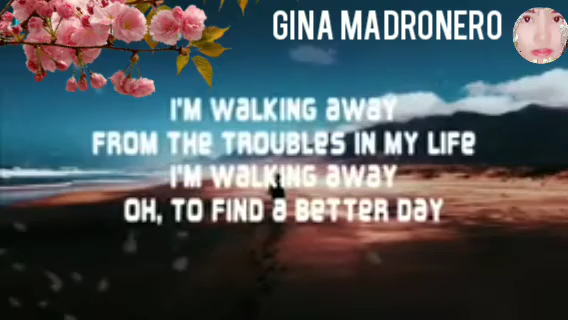 GINA MADRONERO
I'M WALKING AWAY
FROM THE TROUBLES IN MY LIFE
I'M WALKING AWAY
OH, TO FIND A BETTER DAY